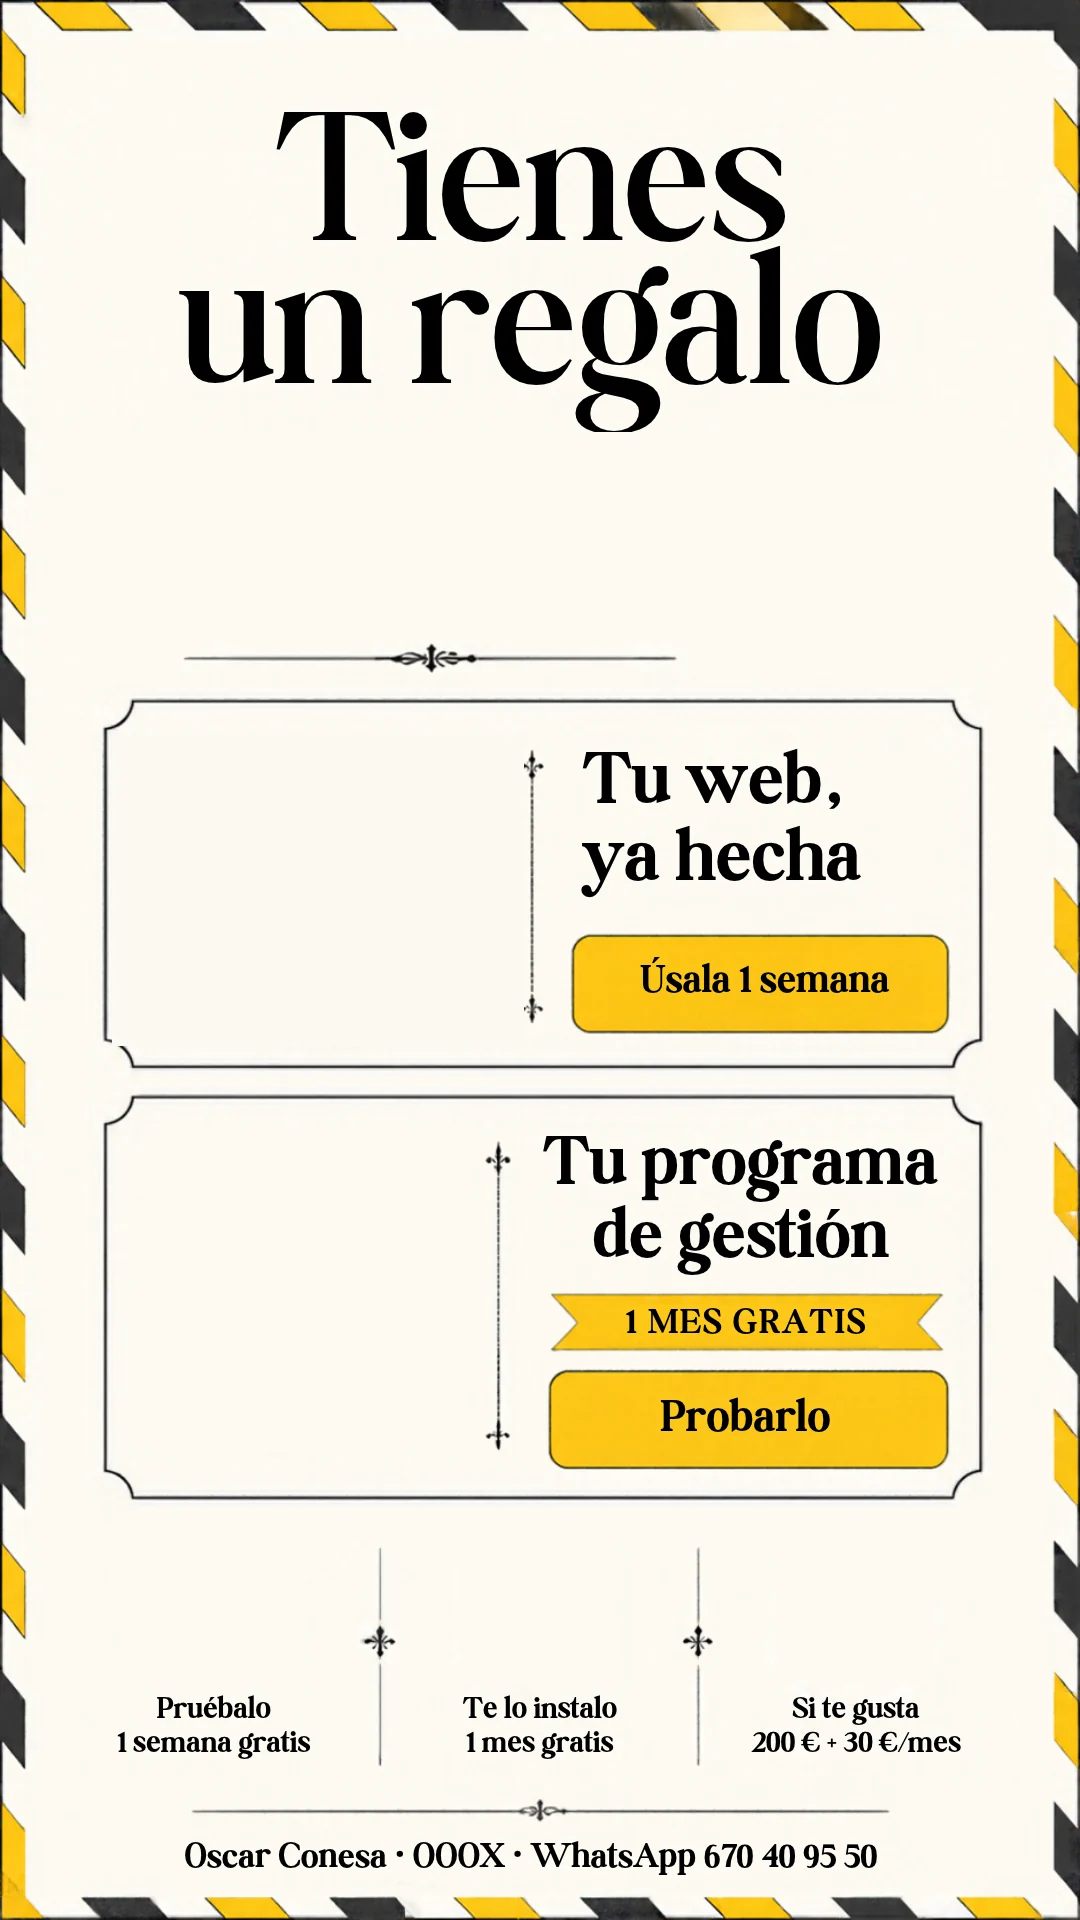 Tienes
un regalo
Tu web,
ya hecha
Úsala 1 semana
Tu programa
de gestión
1 MES GRATIS
Probarlo
Pruébalo
1 semana gratis
Te lo instalo
1 mes gratis
Si te gusta
200 € + 30 €/mes
Oscar Conesa · OOOX · WhatsApp 670 40 95 50